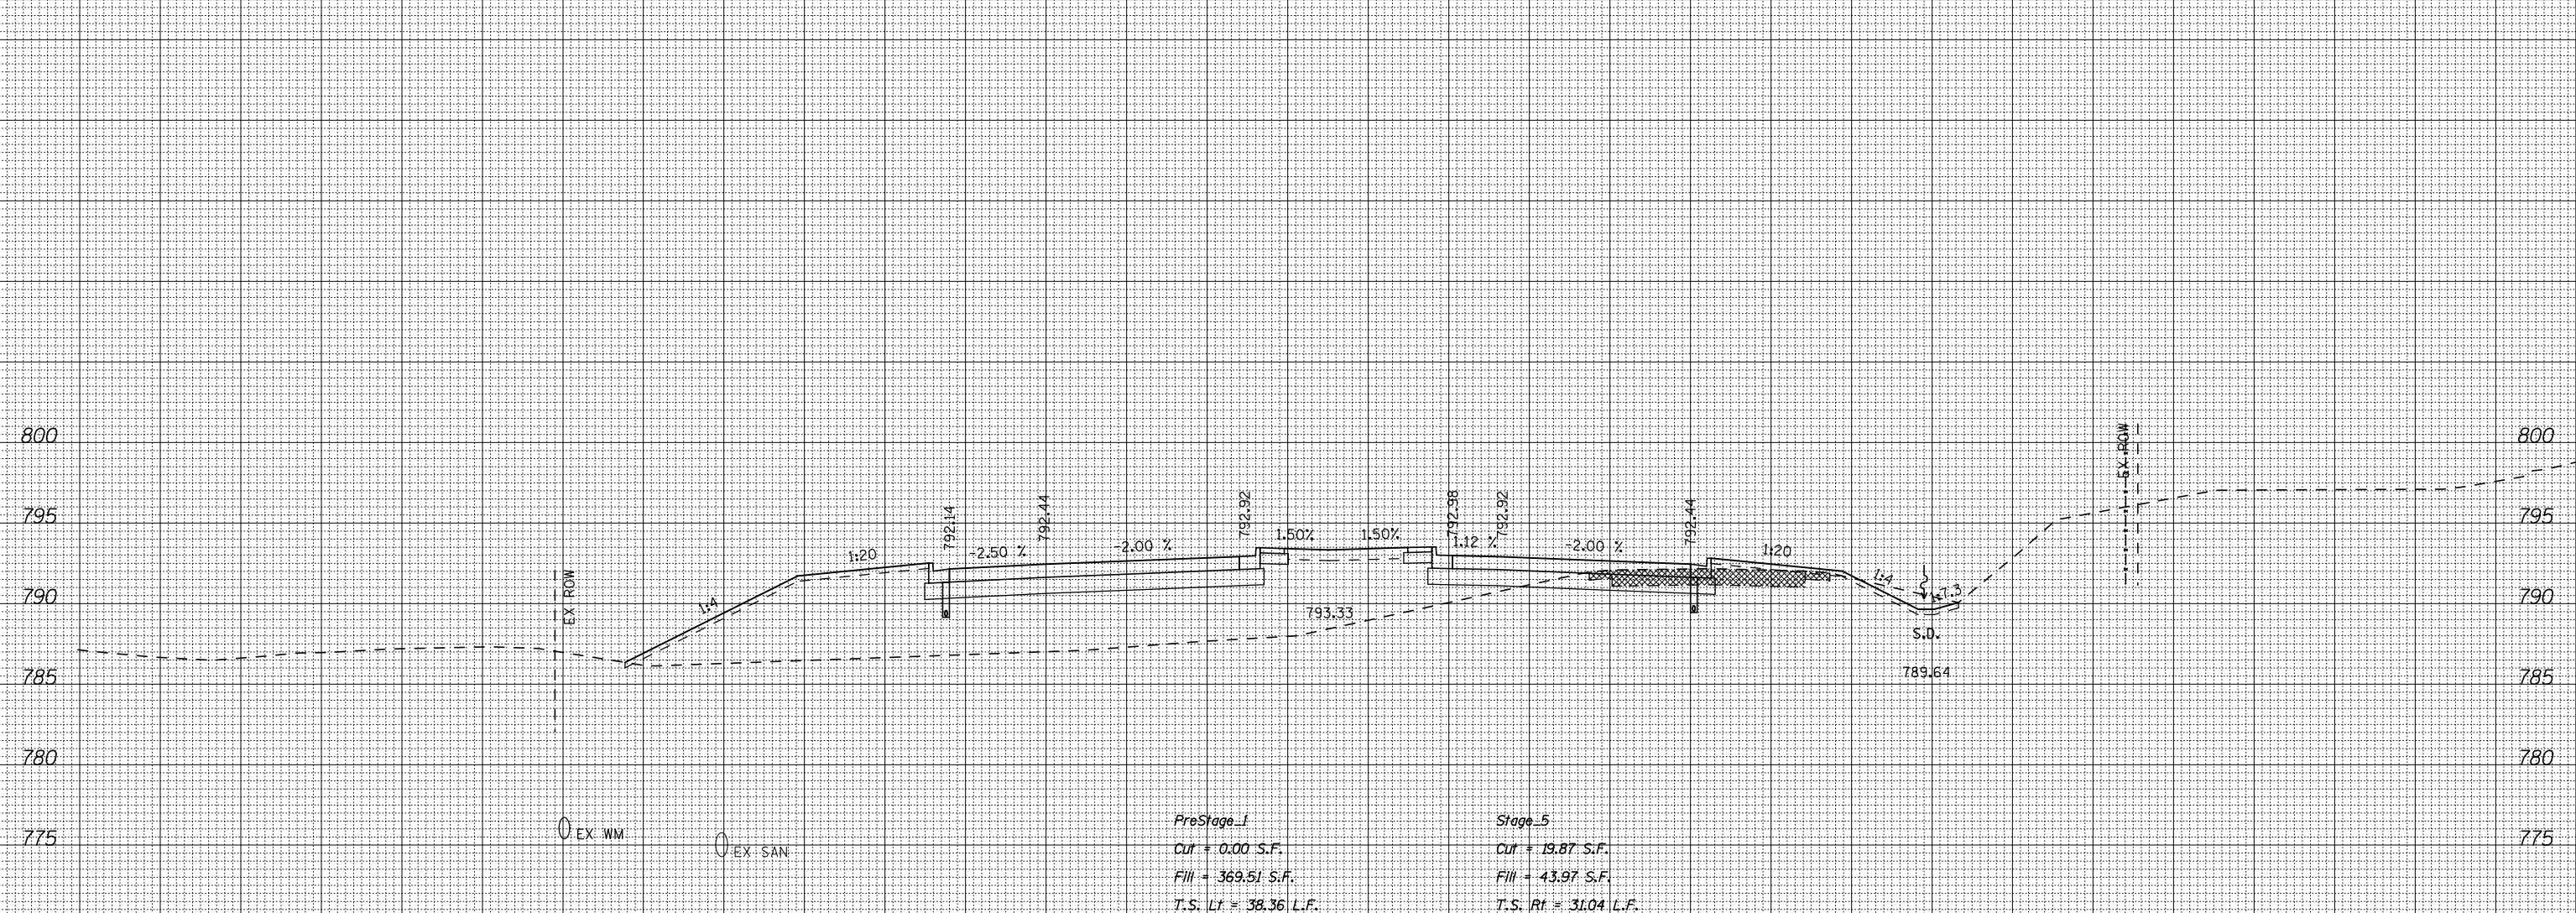 800 800
792.14 792.44 792.92 792.98 792.92 792.44 EX ROW
795 795
1:20 -2.50 % -2.00 % 1.50% 1.50% 1.12 % -2.00 % 1:20
1:4 1:4 1:7.3
EX ROW
790 790
793.33
S.D.
785 789.64 785
780 780
775 EX WM EX SAN 775
PreStage_1
Cut = 0.00 S.F.
Fill = 369.51 S.F.
T.S. Lt = 38.36 L.F.
Stage_5
Cut = 19.87 S.F.
Fill = 43.97 S.F.
T.S. Rt = 31.04 L.F.